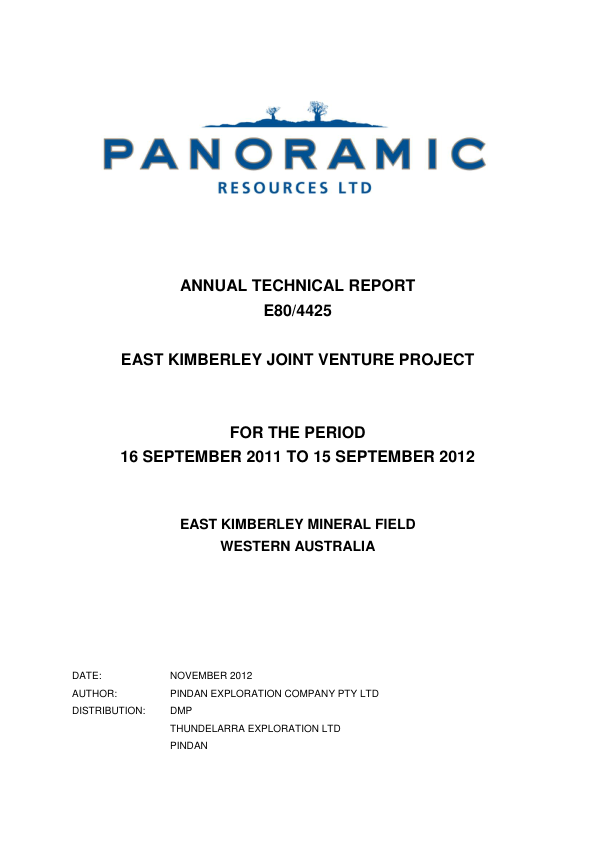 PANORAMIC
RESOURCES LTD
ANNUAL TECHNICAL REPORT
E80/4425
EAST KIMBERLEY JOINT VENTURE PROJECT
FOR THE PERIOD
16 SEPTEMBER 2011 TO 15 SEPTEMBER 2012
EAST KIMBERLEY MINERAL FIELD
WESTERN AUSTRALIA
DATE: NOVEMBER 2012
AUTHOR: PINDAN EXPLORATION COMPANY PTY LTD
DISTRIBUTION: DMP
THUNDELARRA EXPLORATION LTD
PINDAN